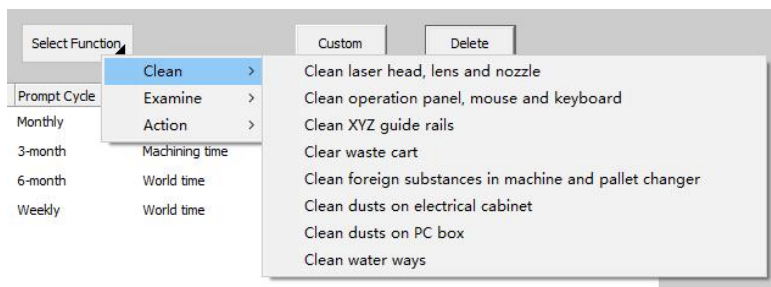 Select Function Custom Delete
Clean > Clean laser head, lens and nozzle
Prompt Cycle Examine > Clean operation panel, mouse and keyboard
Monthly Action > Clean XYZ guide rails
3-month Machining time Clear waste cart
6-month World time Clean foreign substances in machine and pallet changer
Weekly World time Clean dusts on electrical cabinet
Clean dusts on PC box
Clean water ways